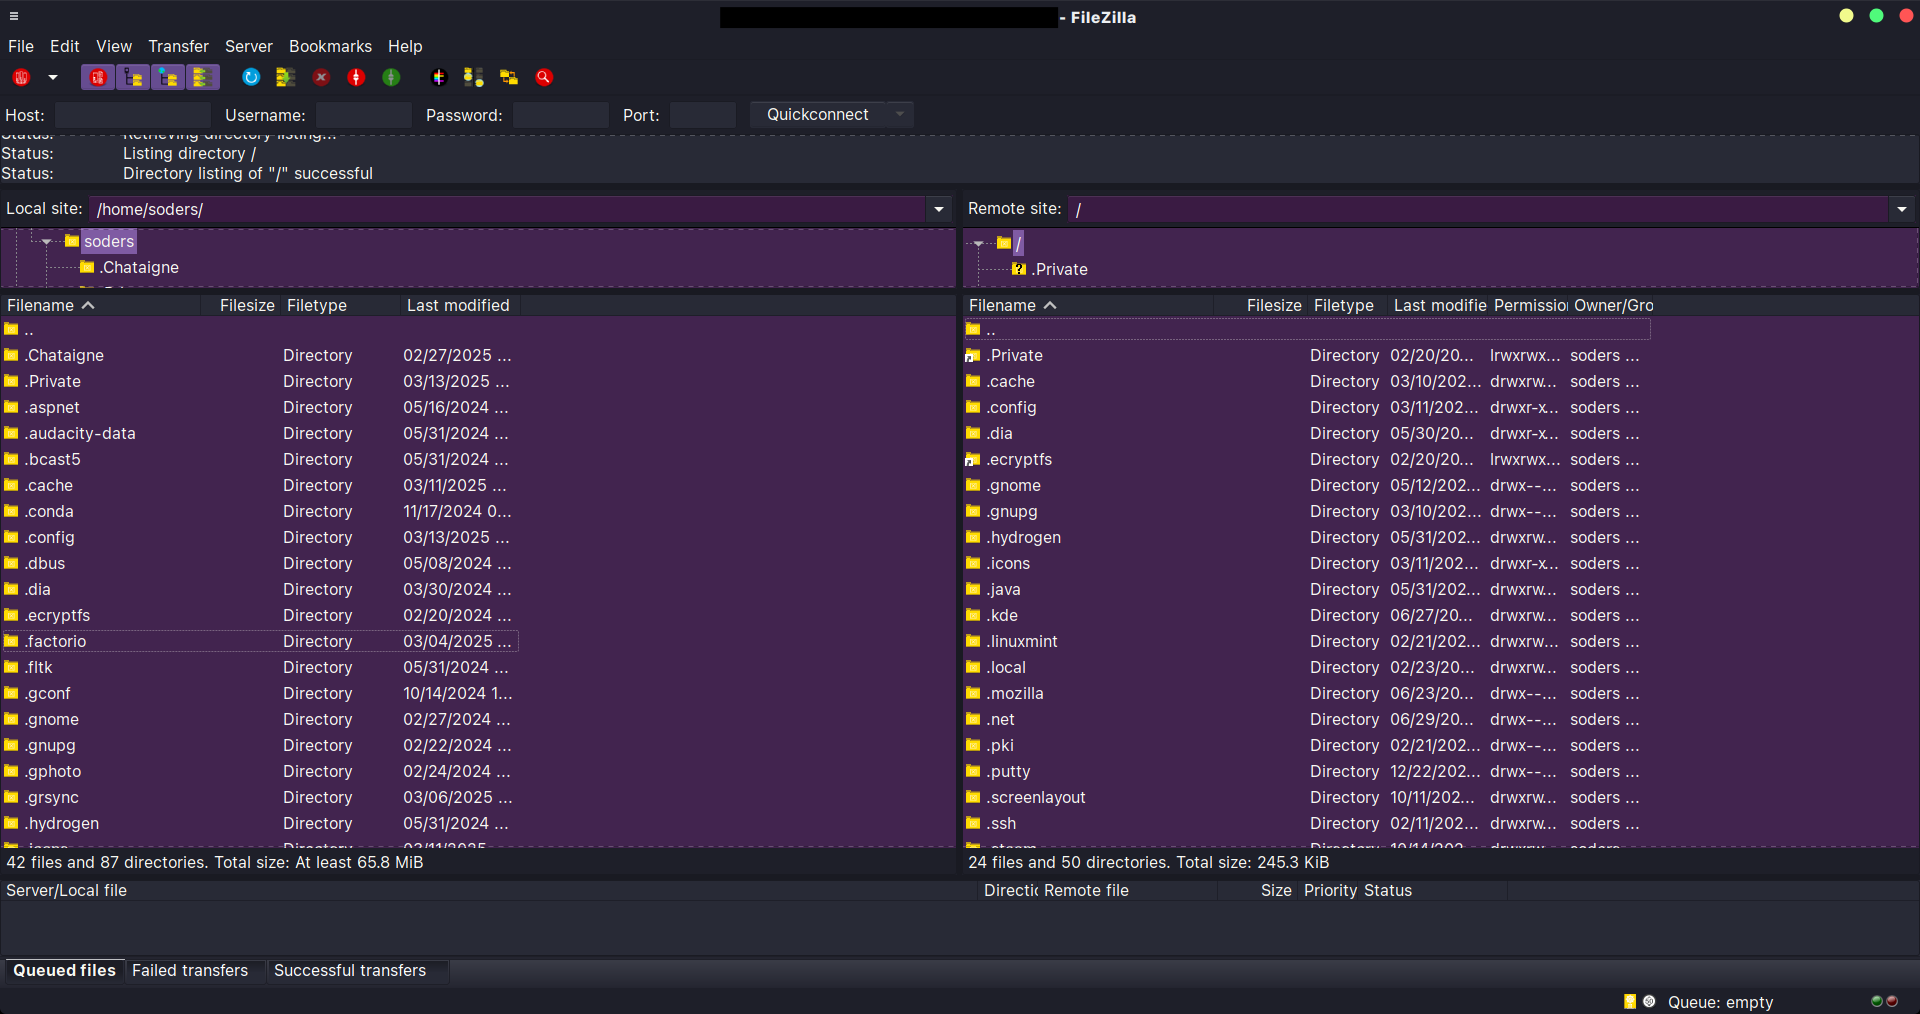 - FileZilla
File Edit View Transfer Server Bookmarks Help
Host: Username: Password: Port: Quickconnect
Status: Retrieving directory listing...
Status: Listing directory /
Status: Directory listing of "/" successful
Local site: /home/soders/
soders
.Chataigne
Filename Filesize Filetype Last modified
..
.Chataigne Directory 02/27/2025 ...
.Private Directory 03/13/2025 ...
.aspnet Directory 05/16/2024 ...
.audacity-data Directory 05/31/2024 ...
.bcast5 Directory 05/31/2024 ...
.cache Directory 03/11/2025 ...
.conda Directory 11/17/2024 0...
.config Directory 03/13/2025 ...
.dbus Directory 05/08/2024 ...
.dia Directory 03/30/2024 ...
.ecryptfs Directory 02/20/2024 ...
.factorio Directory 03/04/2025 ...
.fltk Directory 05/31/2024 ...
.gconf Directory 10/14/2024 1...
.gnome Directory 02/27/2024 ...
.gnupg Directory 02/22/2024 ...
.gphoto Directory 02/24/2024 ...
.grsync Directory 03/06/2025 ...
.hydrogen Directory 05/31/2024 ...
42 files and 87 directories. Total size: At least 65.8 MiB
Remote site: /
/
.Private
Filename Filesize Filetype Last modifie Permissio Owner/Gro
..
.Private Directory 02/20/20... lrwxrwx... soders ...
.cache Directory 03/10/202... drwxrw... soders ...
.config Directory 03/11/202... drwxr-x... soders ...
.dia Directory 05/30/20... drwxr-x... soders ...
.ecryptfs Directory 02/20/20... lrwxrwx... soders ...
.gnome Directory 05/12/202... drwx--... soders ...
.gnupg Directory 03/10/202... drwx--... soders ...
.hydrogen Directory 05/31/202... drwxrw... soders ...
.icons Directory 03/11/202... drwxr-x... soders ...
.java Directory 05/31/202... drwxrw... soders ...
.kde Directory 06/27/20... drwxrw... soders ...
.linuxmint Directory 02/21/202... drwxrw... soders ...
.local Directory 02/23/20... drwxrw... soders ...
.mozilla Directory 06/23/20... drwx--... soders ...
.net Directory 06/29/20... drwx--... soders ...
.pki Directory 02/21/202... drwx--... soders ...
.putty Directory 12/22/202... drwx--... soders ...
.screenlayout Directory 10/11/202... drwxrw... soders ...
.ssh Directory 02/11/202... drwxrw... soders ...
24 files and 50 directories. Total size: 245.3 KiB
Server/Local file Directic Remote file Size Priority Status
Queued files Failed transfers Successful transfers
Queue: empty